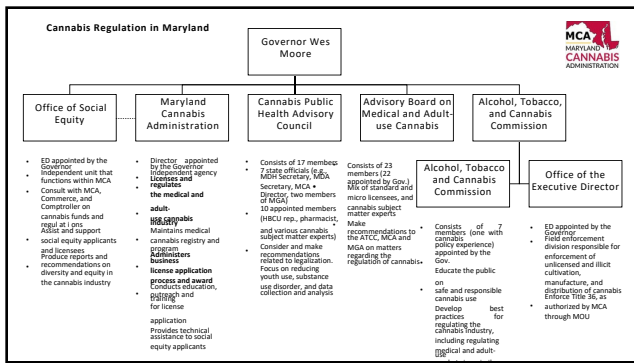 Cannabis Regulation in Maryland
MCA
MARYLAND
CANNABIS
ADMINISTRATION
Governor Wes
Moore
Office of Social
Equity
Maryland
Cannabis
Administration
Cannabis Public
Health Advisory
Council
Advisory Board on
Medical and Adult-
use Cannabis
Alcohol, Tobacco,
and Cannabis
Commission
• ED appointed by the
Governor
• Independent unit that
functions within MCA
• Consult with MCA,
Commerce, and
Comptroller on
cannabis funds and
regul at i ons
• Assist and support
social equity applicants
and licensees
• Produce reports and
recommendations on
diversity and equity in
the cannabis industry
• Director appointed
by the Governor
• Independent agency
• Licenses and
regulates
the medical and
adult-
use cannabis
industry
• Maintains medical
cannabis registry and
program
• Administers
business
license application
process and award
• Conducts education,
outreach and
training
for license
application
• Provides technical
assistance to social
equity applicants
• Consists of 17 members
• 7 state officials (e.g.,
MDH Secretary, MDA
Secretary, MCA •
Director, two members
of MGA)
• 10 appointed members
(HBCU rep., pharmacist,
and various cannabis
subject matter experts)
• Consider and make
recommendations
related to legalization.
Focus on reducing
youth use, substance
use disorder, and data
collection and analysis
• Consists of 23
members (22
appointed by Gov.)
Mix of standard and
micro licensees, and
cannabis subject
matter experts
• Make
recommendations to
the ATCC, MCA and
MGA on matters
regarding the
regulation of cannabis
Alcohol, Tobacco
and Cannabis
Commission
Office of the
Executive Director
• Consists of 7
members (one with
cannabis
policy experience)
appointed by the
Gov.
• Educate the public
on
safe and responsible
cannabis use
• Develop best
practices for
regulating the
cannabis industry,
including regulating
medical and adult-
use
• ED appointed by the
Governor
• Field enforcement
division responsible for
enforcement of
unlicensed and illicit
cultivation,
manufacture, and
distribution of cannabis
• Enforce Title 36, as
authorized by MCA
through MOU